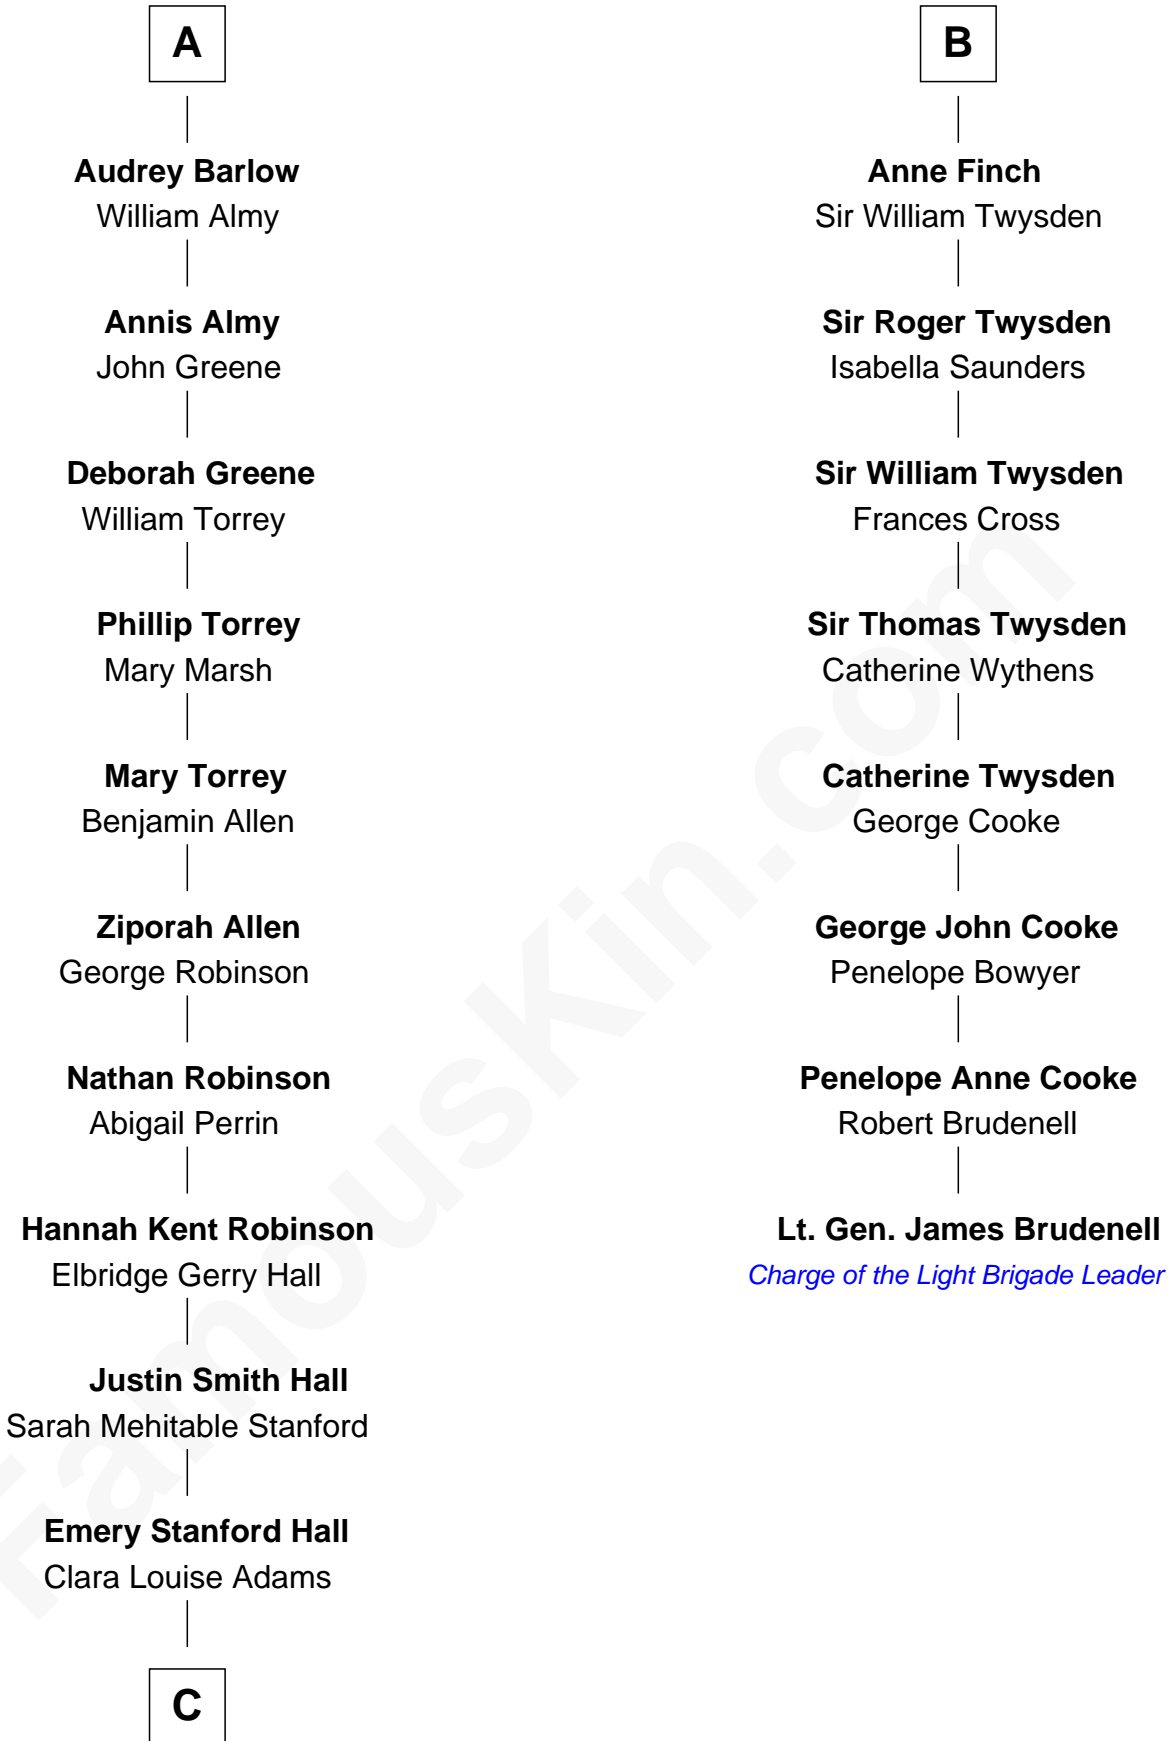 A
Audrey Barlow
William Almy
Annis Almy
John Greene
Deborah Greene
William Torrey
Phillip Torrey
Mary Marsh
Mary Torrey
Benjamin Allen
Ziporah Allen
George Robinson
Nathan Robinson
Abigail Perrin
Hannah Kent Robinson
Elbridge Gerry Hall
Justin Smith Hall
Sarah Mehitable Stanford
Emery Stanford Hall
Clara Louise Adams
C
B
Anne Finch
Sir William Twysden
Sir Roger Twysden
Isabella Saunders
Sir William Twysden
Frances Cross
Sir Thomas Twysden
Catherine Wythens
Catherine Twysden
George Cooke
George John Cooke
Penelope Bowyer
Penelope Anne Cooke
Robert Brudenell
Lt. Gen. James Brudenell
Charge of the Light Brigade Leader
FamousKin.com